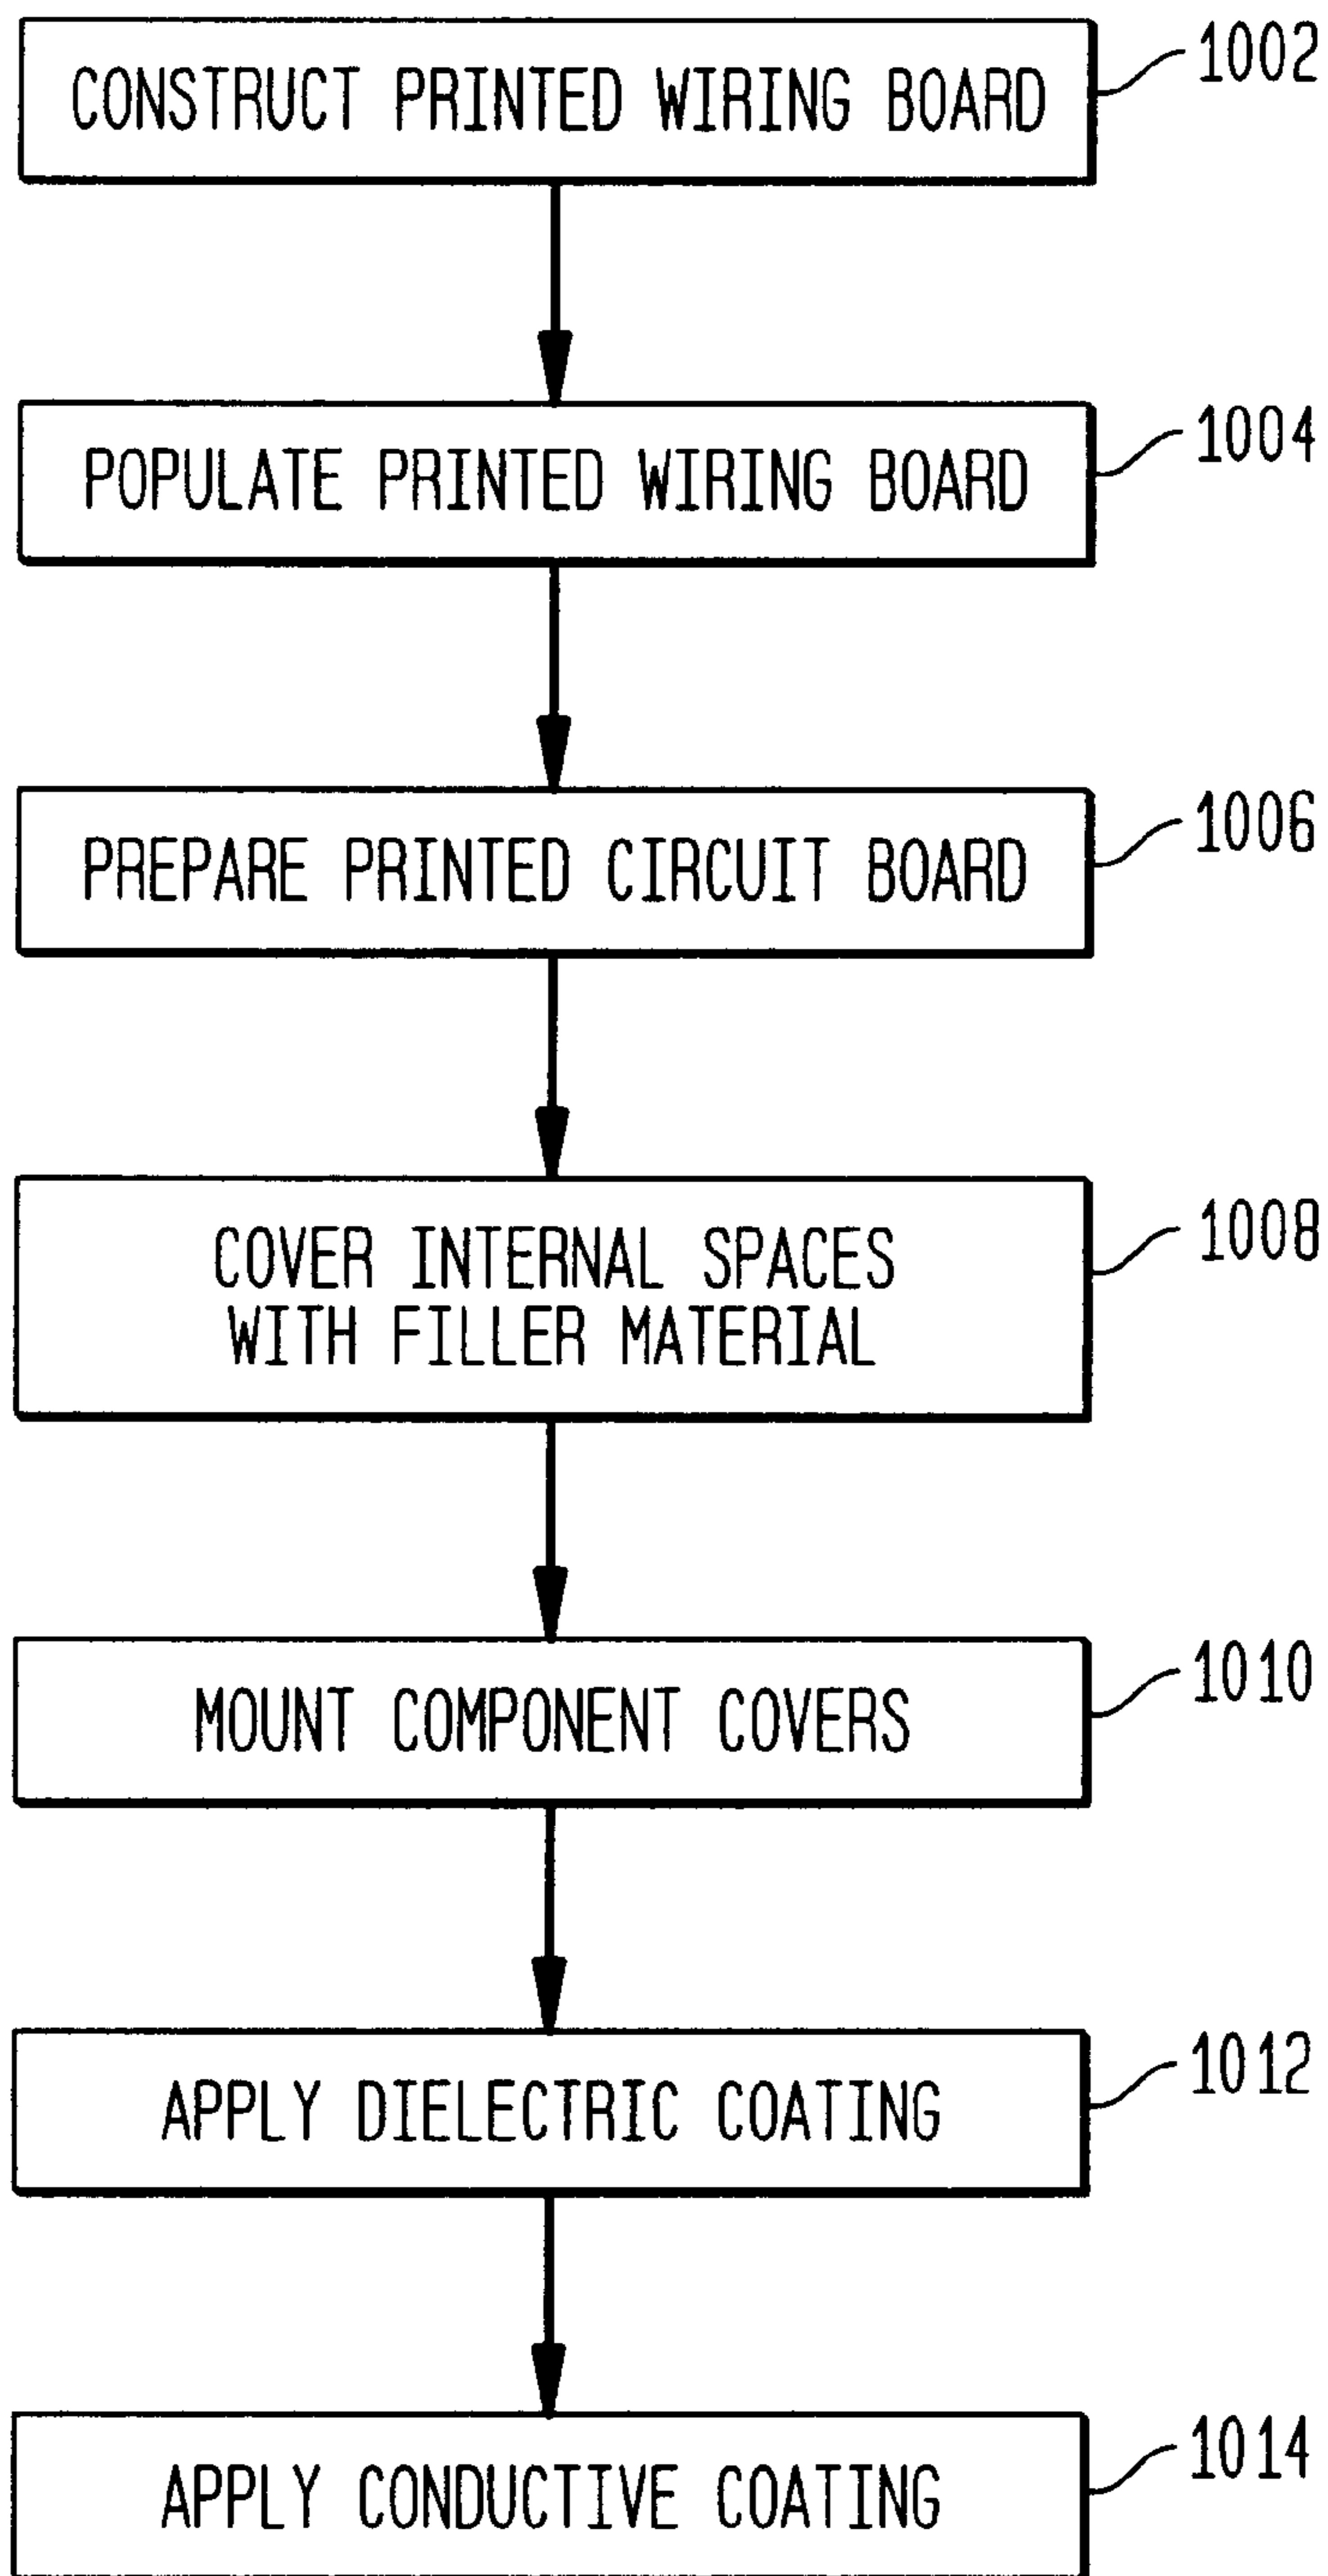 CONSTRUCT PRINTED WIRING BOARD
1002
POPULATE PRINTED WIRING BOARD
1004
PREPARE PRINTED CIRCUIT BOARD
1006
COVER INTERNAL SPACES
WITH FILLER MATERIAL
1008
MOUNT COMPONENT COVERS
1010
APPLY DIELECTRIC COATING
1012
APPLY CONDUCTIVE COATING
1014